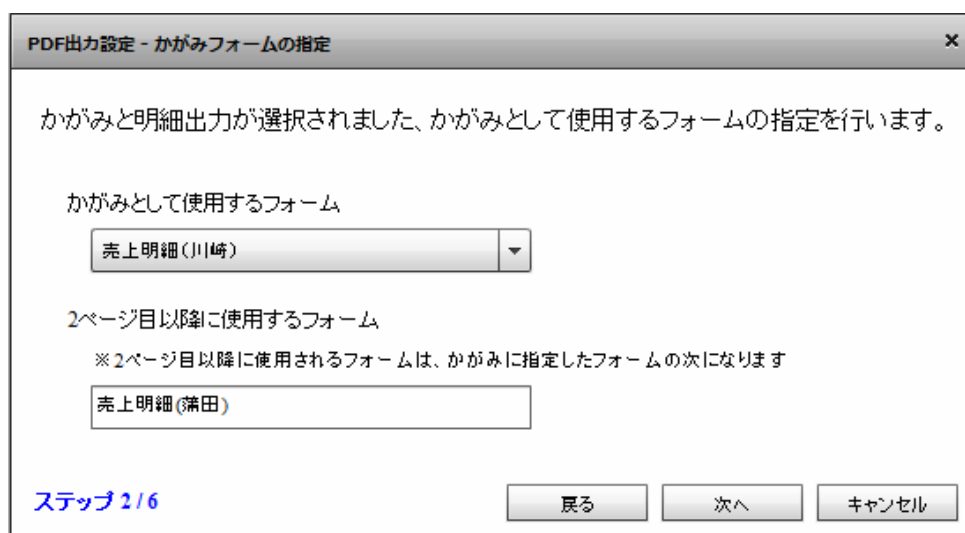 PDF出力設定 - かがみフォームの指定
×
かがみと明細出力が選択されました、かがみとして使用するフォームの指定を行います。
かがみとして使用するフォーム
売上明細(川崎)
2ページ目以降に使用するフォーム
※2ページ目以降に使用されるフォームは、かがみに指定したフォームの次になります
売上明細(蒲田)
ステップ 2 / 6
戻る
次へ
キャンセル